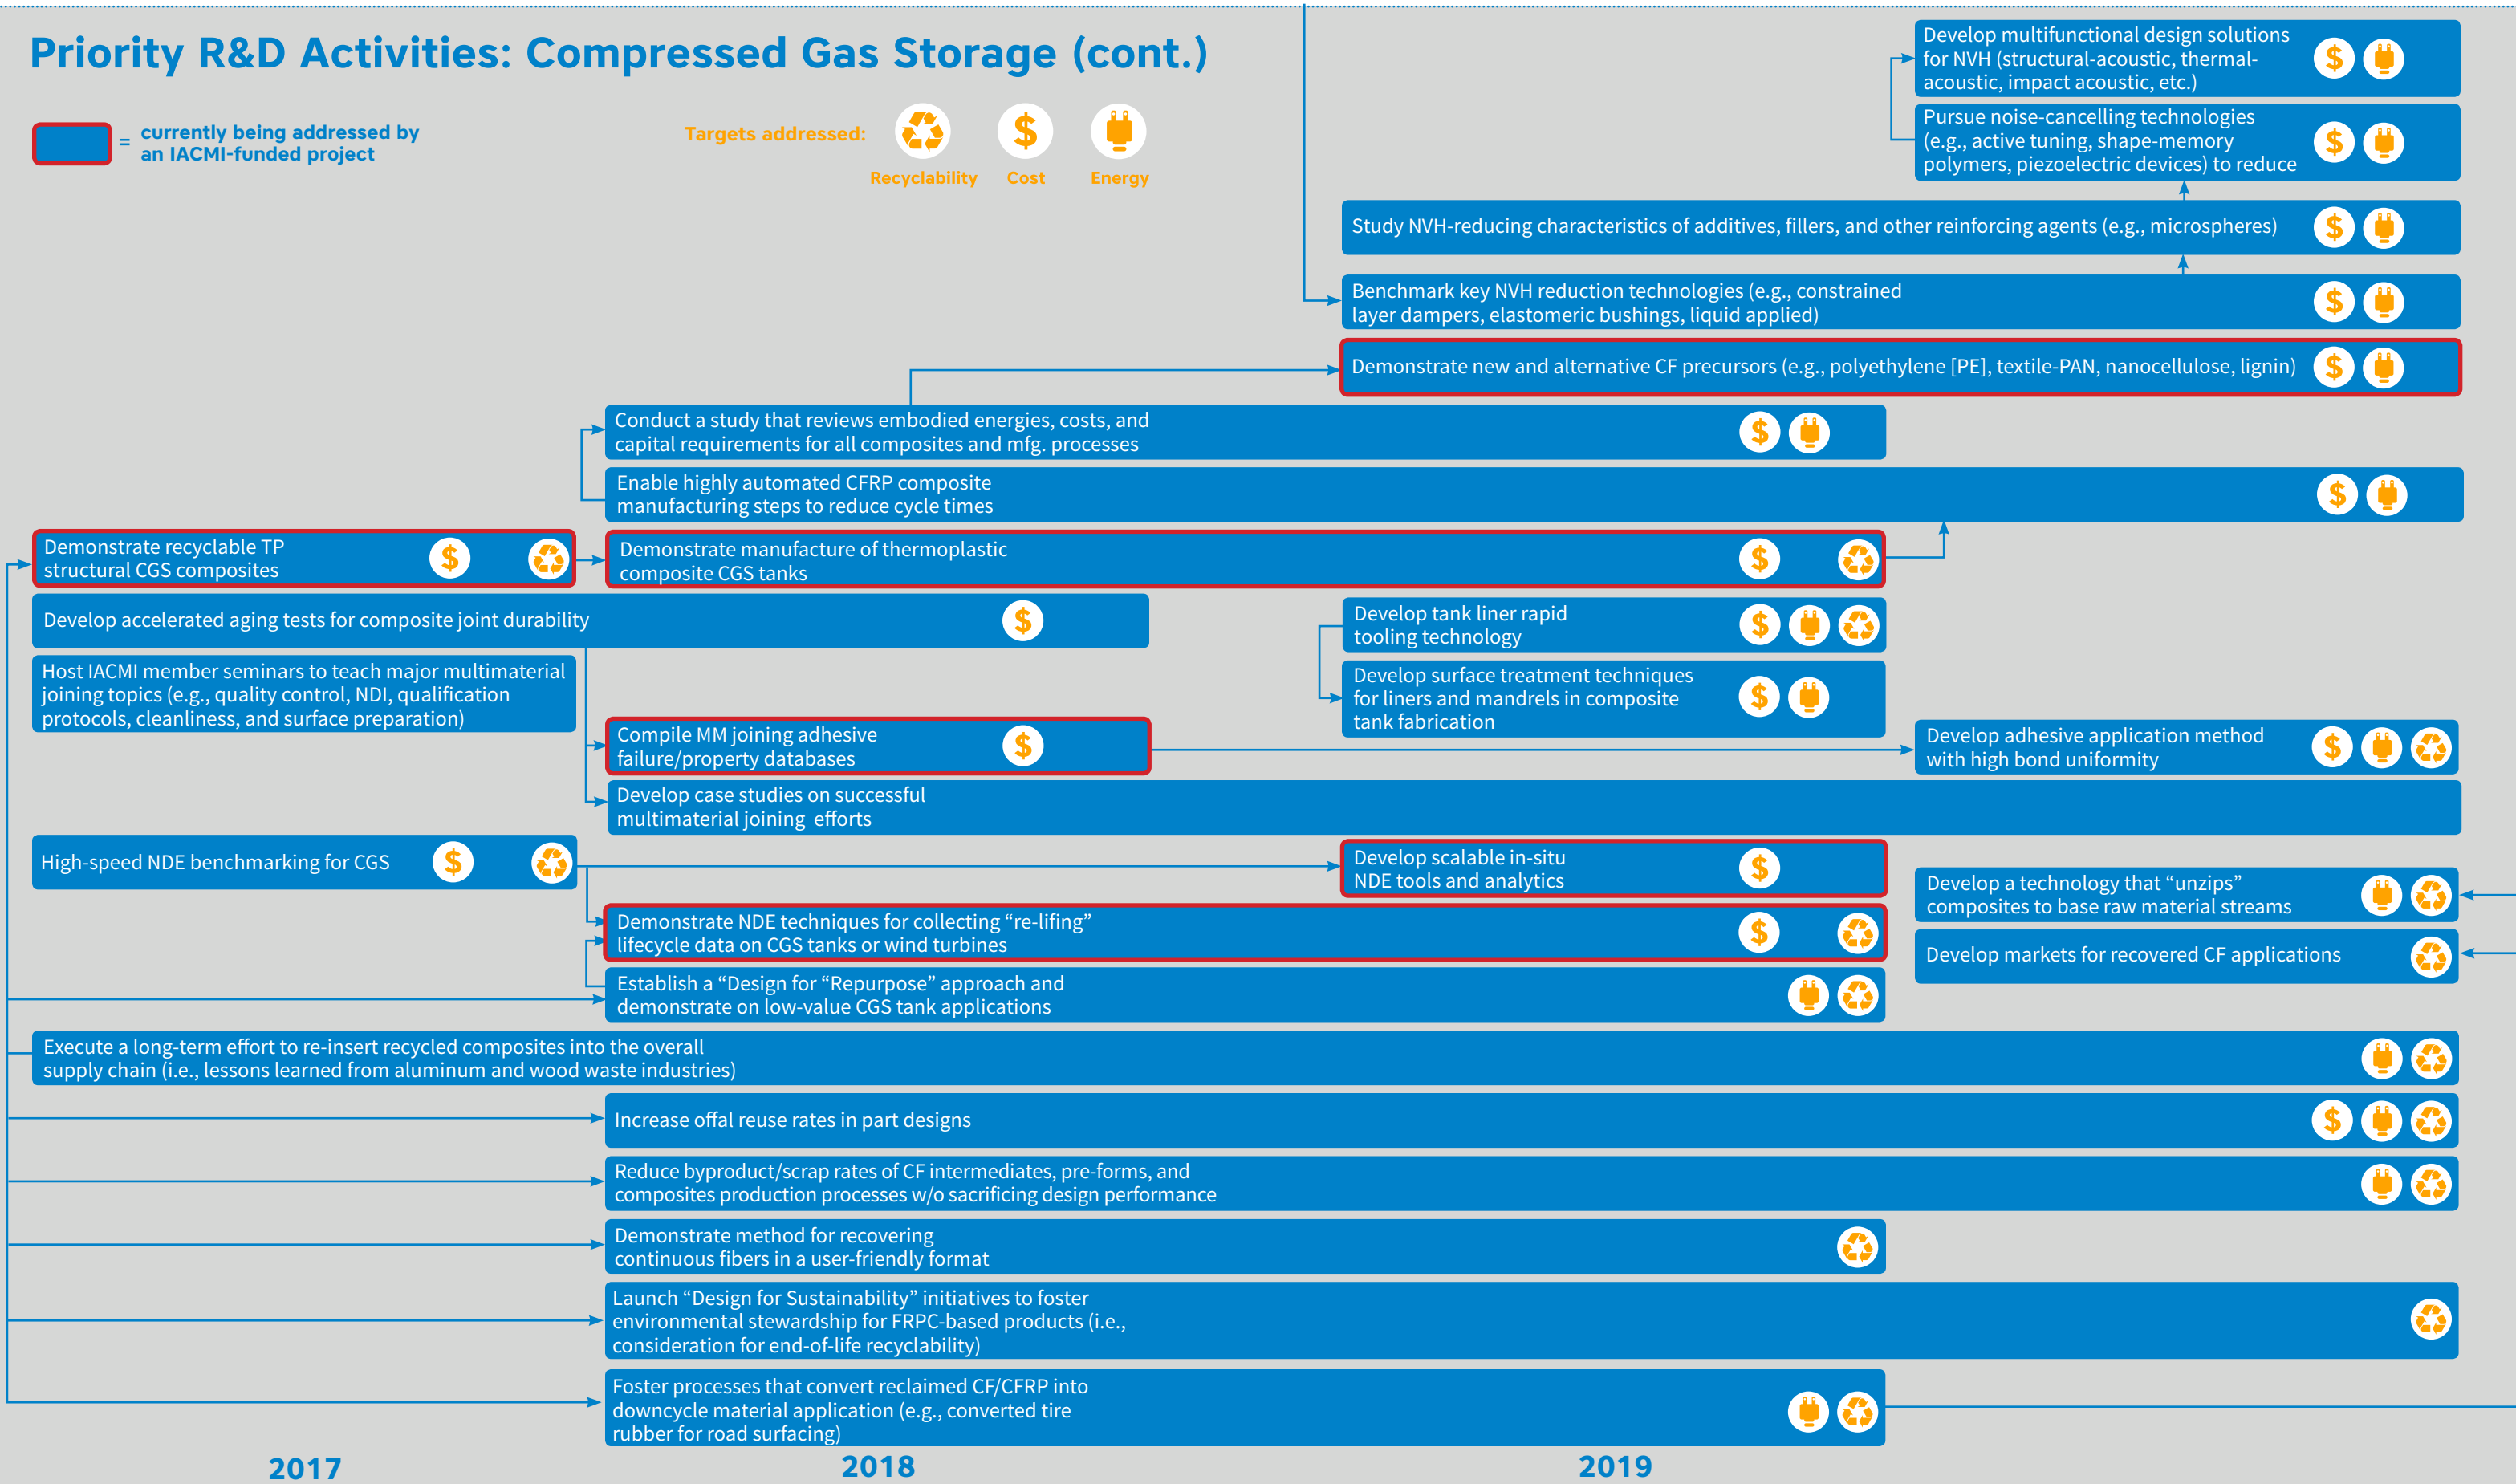 Priority R&D Activities: Compressed Gas Storage (cont.)
= currently being addressed by
an IACMI-funded project
Targets addressed:
$
Recyclability
Cost
Energy
Develop multifunctional design solutions
for NVH (structural-acoustic, thermal-
acoustic, impact acoustic, etc.)
$
Pursue noise-cancelling technologies
(e.g., active tuning, shape-memory
polymers, piezoelectric devices) to reduce
$
Study NVH-reducing characteristics of additives, fillers, and other reinforcing agents (e.g., microspheres)
$
Benchmark key NVH reduction technologies (e.g., constrained
layer dampers, elastomeric bushings, liquid applied)
$
Demonstrate new and alternative CF precursors (e.g., polyethylene [PE], textile-PAN, nanocellulose, lignin)
$
Conduct a study that reviews embodied energies, costs, and
capital requirements for all composites and mfg. processes
$
Enable highly automated CFRP composite
manufacturing steps to reduce cycle times
$
Demonstrate recyclable TP
structural CGS composites
$
Demonstrate manufacture of thermoplastic
composite CGS tanks
$
Develop accelerated aging tests for composite joint durability
$
Develop tank liner rapid
tooling technology
$
Host IACMI member seminars to teach major multimaterial
joining topics (e.g., quality control, NDI, qualification
protocols, cleanliness, and surface preparation)
Develop surface treatment techniques
for liners and mandrels in composite
tank fabrication
$
Compile MM joining adhesive
failure/property databases
$
Develop adhesive application method
with high bond uniformity
$
Develop case studies on successful
multimaterial joining efforts
High-speed NDE benchmarking for CGS
$
Develop scalable in-situ
NDE tools and analytics
$
Develop a technology that “unzips”
composites to base raw material streams
Demonstrate NDE techniques for collecting “re-lifing”
lifecycle data on CGS tanks or wind turbines
$
Develop markets for recovered CF applications
Establish a “Design for “Repurpose” approach and
demonstrate on low-value CGS tank applications
Execute a long-term effort to re-insert recycled composites into the overall
supply chain (i.e., lessons learned from aluminum and wood waste industries)
Increase offal reuse rates in part designs
$
Reduce byproduct/scrap rates of CF intermediates, pre-forms, and
composites production processes w/o sacrificing design performance
Demonstrate method for recovering
continuous fibers in a user-friendly format
Launch “Design for Sustainability” initiatives to foster
environmental stewardship for FRPC-based products (i.e.,
consideration for end-of-life recyclability)
Foster processes that convert reclaimed CF/CFRP into
downcycle material application (e.g., converted tire
rubber for road surfacing)
2017
2018
2019